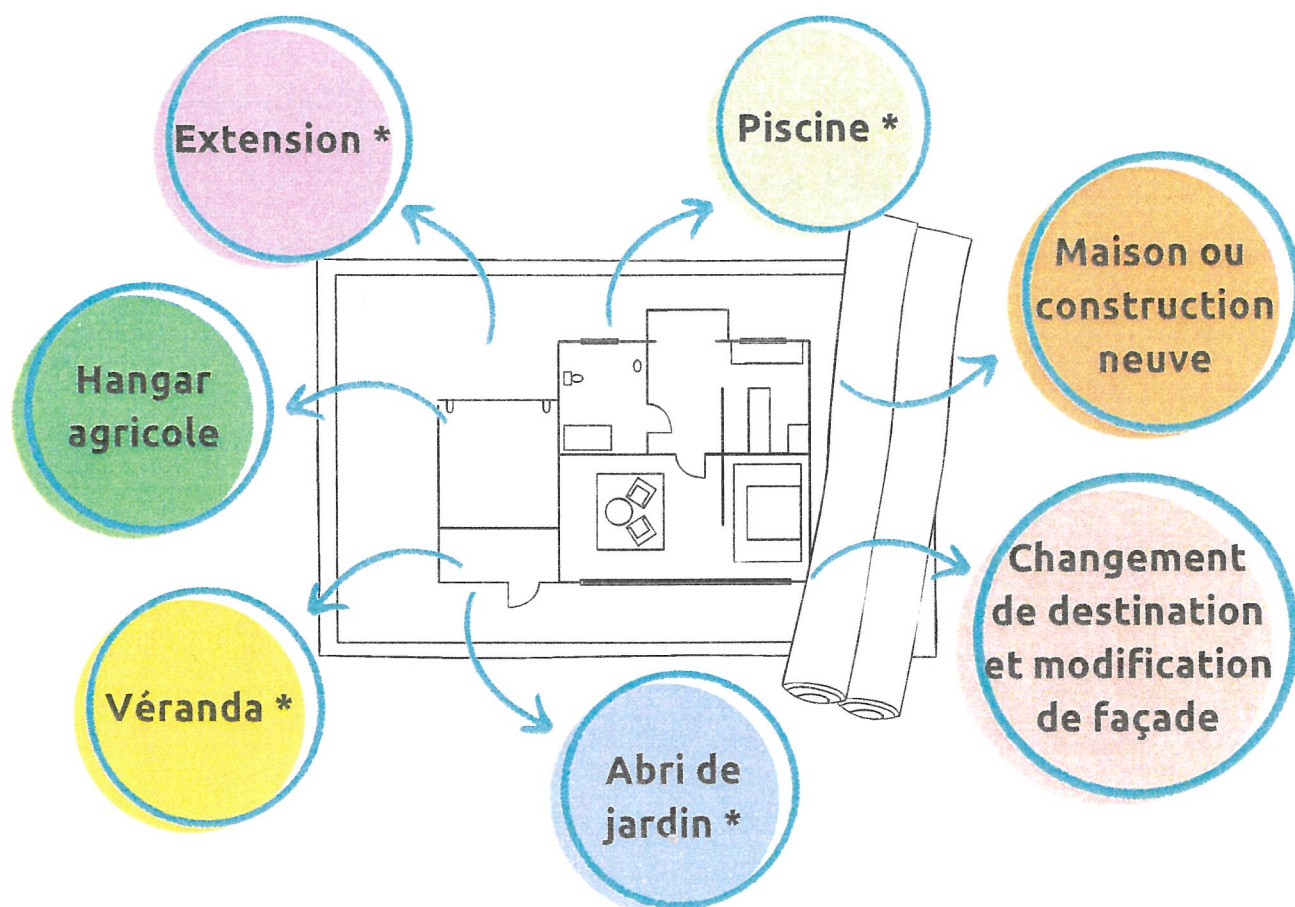 Extension *
Piscine *
Maison ou
construction
neuve
Hangar
agricole
Changement
de destination
et modification
de façade
Véranda *
Abri de
jardin *